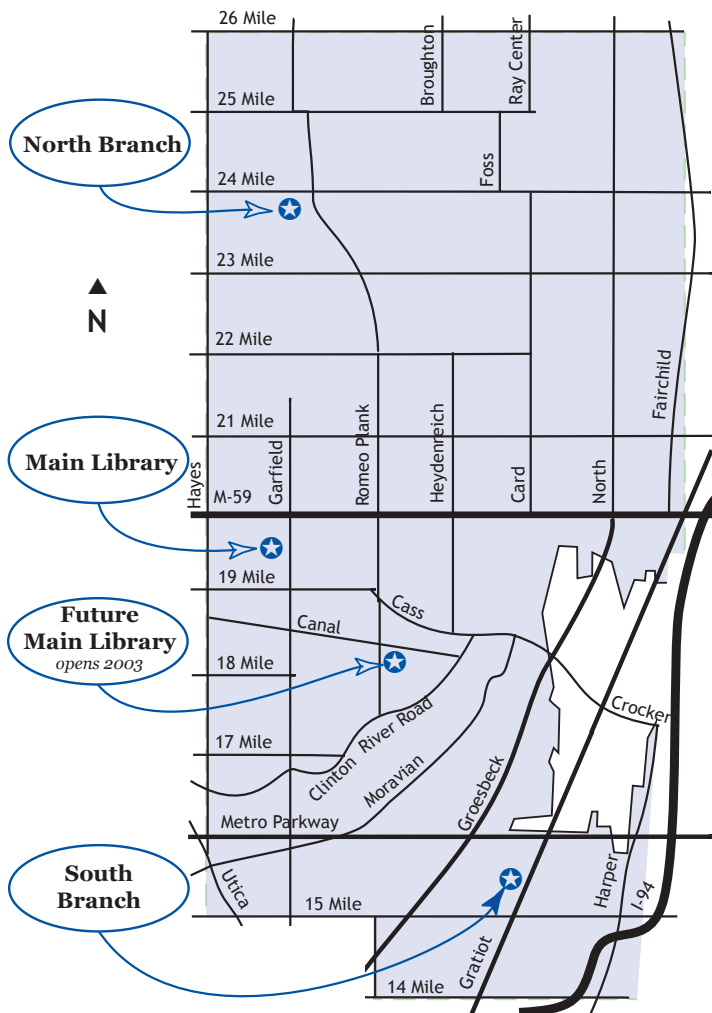 26 Mile
Broughton
Ray Center
25 Mile
North Branch
Foss
24 Mile
23 Mile
N
22 Mile
Fairchild
21 Mile
Main Library
Hayes
Garfield
Romeo Plank
Heydenreich
Card
North
M-59
19 Mile
Cass
Future
Main Library
opens 2003
Canal
18 Mile
Crocker
Clinton River Road
17 Mile
Moravian
Groesbeck
Metro Parkway
South
Branch
Utica
Harper
I-94
15 Mile
Gratiot
14 Mile